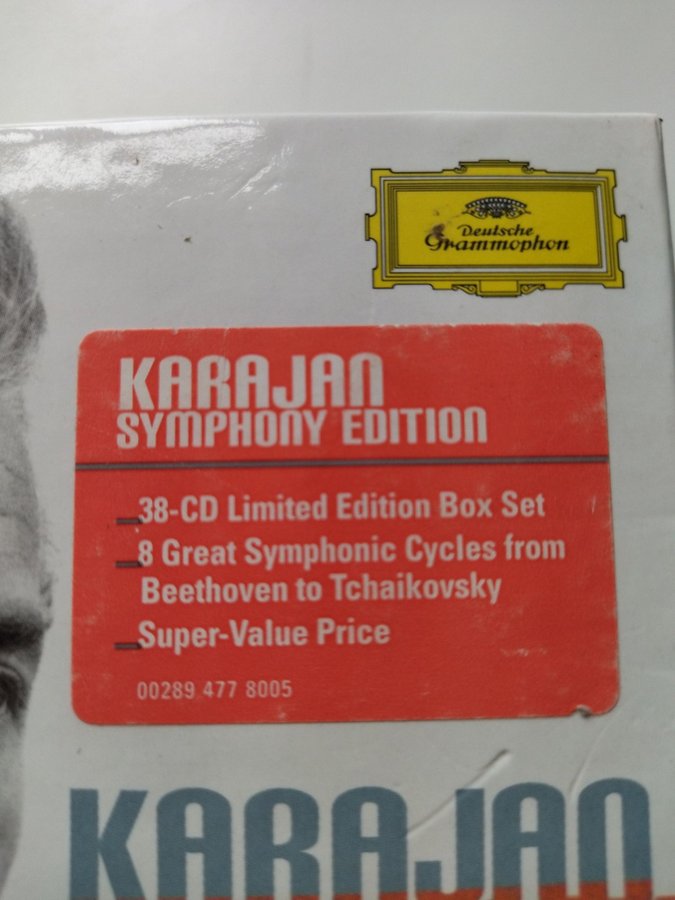 Deutsche
Grammophon
KARAJAN
SYMPHONY EDITION
38-CD Limited Edition Box Set
8 Great Symphonic Cycles from
Beethoven to Tchaikovsky
Super-Value Price
00289 477 8005
KARAJAN